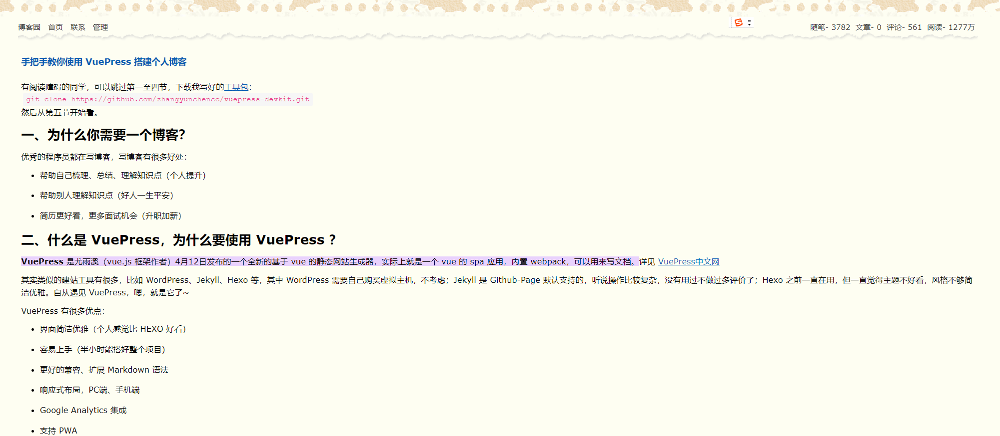 博客园 首页 联系 管理
随笔- 3782 文章- 0 评论- 561 阅读- 1277万
手把手教你使用 VuePress 搭建个人博客
有阅读障碍的同学，可以跳过第一至四节，下载我写好的工具包：
git clone https://github.com/zhangyunchencc/vuepress-devkit.git
然后从第五节开始看。
一、为什么你需要一个博客？
优秀的程序员都在写博客，写博客有很多好处：
• 帮助自己梳理、总结、理解知识点（个人提升）
• 帮助别人理解知识点（好人一生平安）
• 简历更好看，更多面试机会（升职加薪）
二、什么是 VuePress，为什么要使用 VuePress ？
VuePress 是尤雨溪（vue.js 框架作者）4月12日发布的一个全新的基于 vue 的静态网站生成器，实际上就是一个 vue 的 spa 应用，内置 webpack，可以用来写文档。详见 VuePress中文网
其实类似的建站工具有很多，比如 WordPress、Jekyll、Hexo 等，其中 WordPress 需要自己购买虚拟主机，不考虑；Jekyll 是 Github-Page 默认支持的，听说操作比较复杂，没有用过不做过多评价了；Hexo 之前一直在用，但一直觉得主题不好看，风格不够简
洁优雅。自从遇见 VuePress，嗯，就是它了~
VuePress 有很多优点：
• 界面简洁优雅（个人感觉比 HEXO 好看）
• 容易上手（半小时能搭好整个项目）
• 更好的兼容、扩展 Markdown 语法
• 响应式布局，PC端、手机端
• Google Analytics 集成
• 支持 PWA